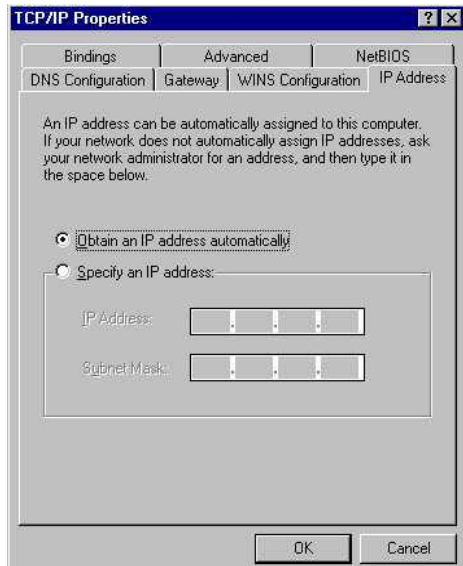 TCP/IP Properties
Bindings Advanced NetBIOS
DNS Configuration Gateway WINS Configuration IP Address
An IP address can be automatically assigned to this computer.
If your network does not automatically assign IP addresses, ask
your network administrator for an address, and then type it in
the space below.
Obtain an IP address automatically
Specify an IP address:
IP Address:
Subnet Mask:
OK Cancel